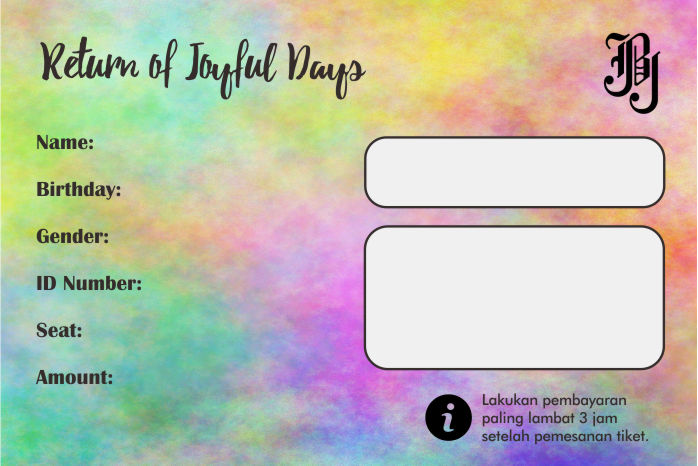 Return of Joyful Days
JBJ
Name:
Birthday:
Gender:
ID Number:
Seat:
Amount:
i
Lakukan pembayaran
paling lambat 3 jam
setelah pemesanan tiket.